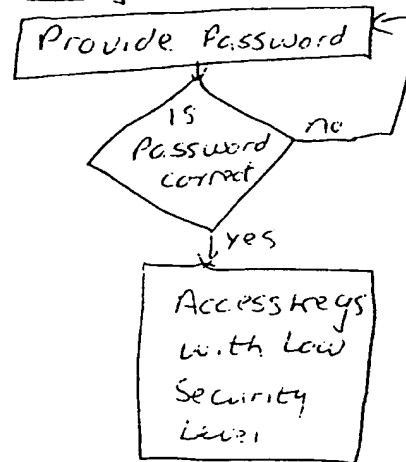 Provide Password
Is
Password
correct
no
yes
Access keys
with Low
Security
Level